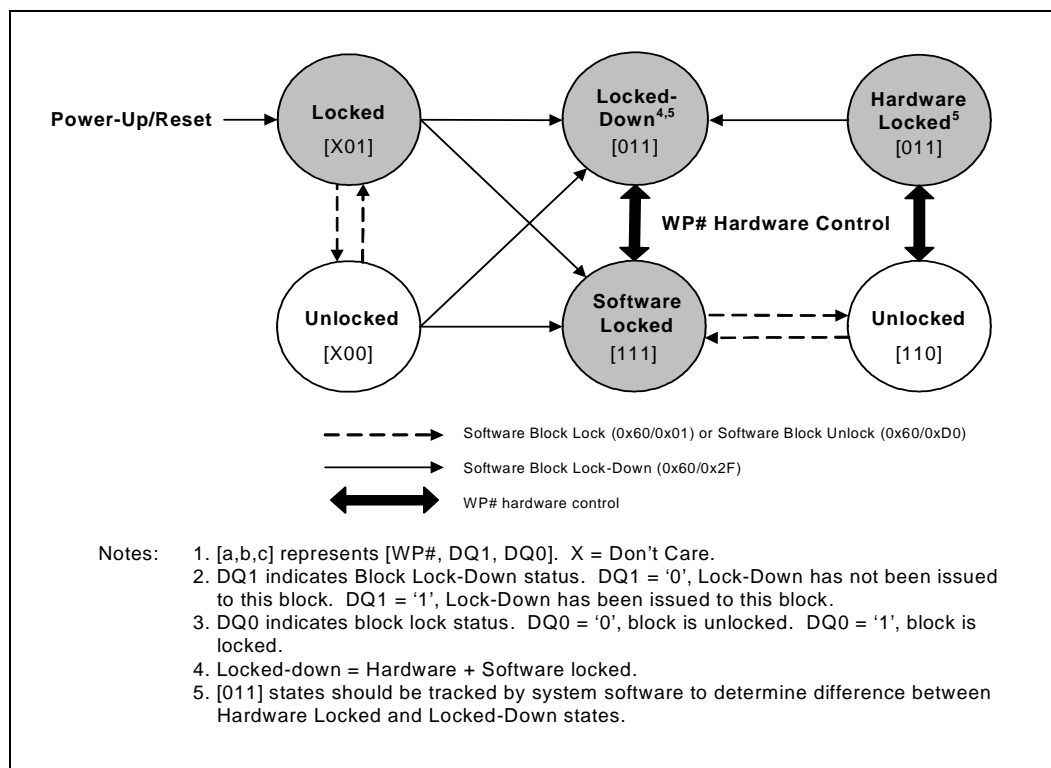 Power-Up/Reset
Locked
[X01]
Locked-
Down4,5
[011]
Hardware
Locked5
[011]
WP# Hardware Control
Unlocked
[X00]
Software
Locked
[111]
Unlocked
[110]
Software Block Lock (0x60/0x01) or Software Block Unlock (0x60/0xD0)
Software Block Lock-Down (0x60/0x2F)
WP# hardware control
Notes: 1. [a,b,c] represents [WP#, DQ1, DQ0]. X = Don't Care.
2. DQ1 indicates Block Lock-Down status. DQ1 = ‘0’, Lock-Down has not been issued
to this block. DQ1 = ‘1’, Lock-Down has been issued to this block.
3. DQ0 indicates block lock status. DQ0 = ‘0’, block is unlocked. DQ0 = ‘1’, block is
locked.
4. Locked-down = Hardware + Software locked.
5. [011] states should be tracked by system software to determine difference between
Hardware Locked and Locked-Down states.